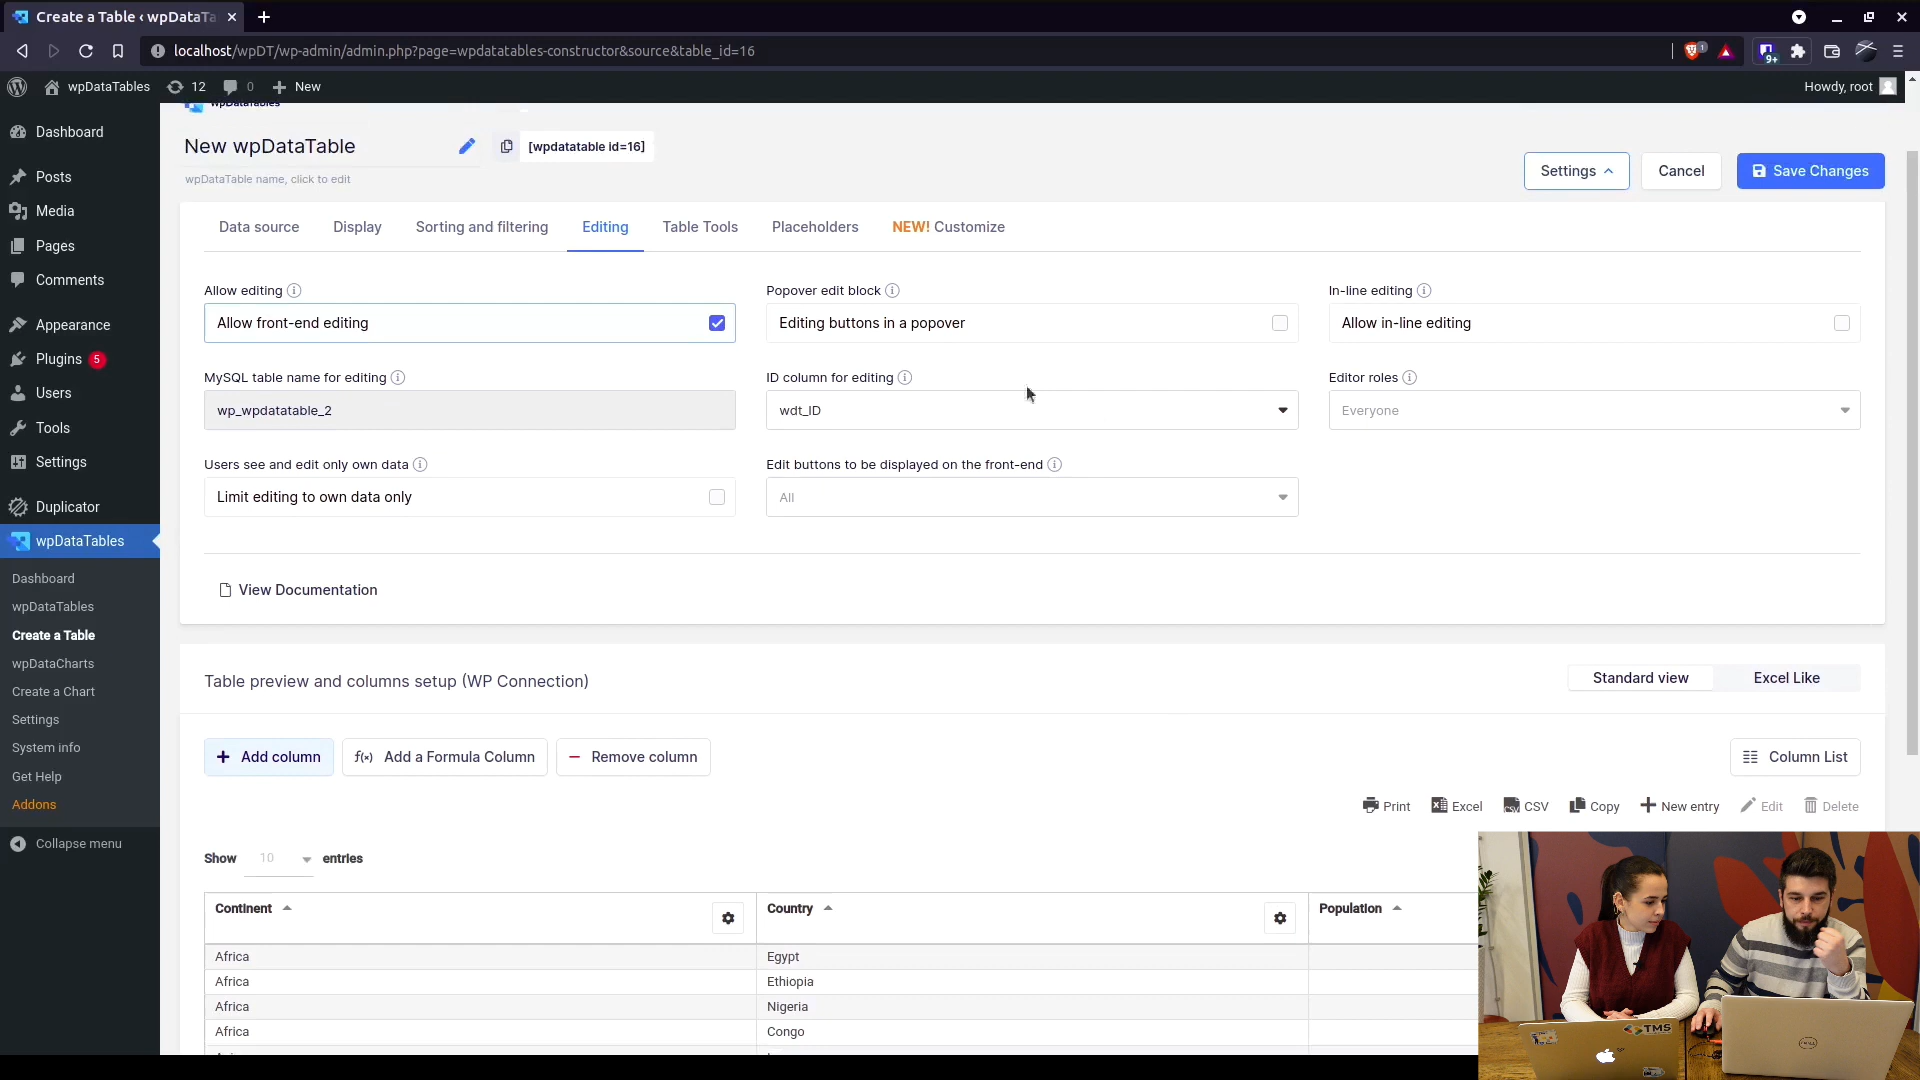 Create a Table ‹ wpDataTa
localhost/wpDT/wp-admin/admin.php?page=wpdatatables-constructor&source&table_id=16
1
9+
wpDataTables
12
0
New
Howdy, root
Dashboard
Posts
Media
Pages
Comments
Appearance
Plugins 5
Users
Tools
Settings
Duplicator
wpDataTables
Dashboard
wpDataTables
Create a Table
wpDataCharts
Create a Chart
Settings
System info
Get Help
Addons
Collapse menu
wpDataTables
New wpDataTable
[wpdatatable id=16]
wpDataTable name, click to edit
Settings
Cancel
Save Changes
Data source
Display
Sorting and filtering
Editing
Table Tools
Placeholders
NEW! Customize
Allow editing
Popover edit block
In-line editing
Allow front-end editing
Editing buttons in a popover
Allow in-line editing
MySQL table name for editing
ID column for editing
Editor roles
wp_wpdatatable_2
wdt_ID
Everyone
Users see and edit only own data
Edit buttons to be displayed on the front-end
Limit editing to own data only
All
View Documentation
Table preview and columns setup (WP Connection)
Standard view
Excel Like
Add column
f(x) Add a Formula Column
Remove column
Column List
Print
Excel
CSV
Copy
New entry
Edit
Delete
Show 10 entries
Continent
Country
Population
Africa
Egypt
Africa
Ethiopia
Africa
Nigeria
Africa
Congo
TMS
DELL